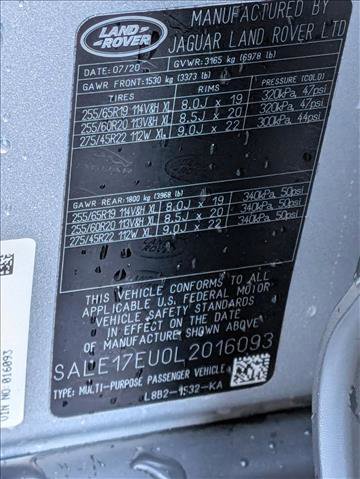 LAND
ROVER
MANUFACTURED BY
JAGUAR LAND ROVER LTD
DATE: 07/20
GVWR: 3165 kg (6978 lb)
GAWR FRONT: 1530 kg (3373 lb)
TIRES RIMS PRESSURE (COLD)
255/65R19 114V&H XL 8.0J x 19 320kPa, 47psi
255/60R20 113V&H XL 8.5J x 20 320kPa, 47psi
275/45R22 112W XL 9.0J x 22 300kPa, 44psi
GAWR REAR: 1800 kg (3968 lb)
255/65R19 114V&H XL 8.0J x 19 340kPa, 50psi
255/60R20 113V&H XL 8.5J x 20 340kPa, 50psi
275/45R22 112W XL 9.0J x 22 340kPa, 50psi
THIS VEHICLE CONFORMS TO ALL
APPLICABLE U.S. FEDERAL MOTOR
VEHICLE SAFETY STANDARDS
IN EFFECT ON THE DATE OF
MANUFACTURE SHOWN ABOVE
SALE17EU0L2016093
TYPE: MULTI-PURPOSE PASSENGER VEHICLE
L8B2-1532-KA
VIN NO: 016093